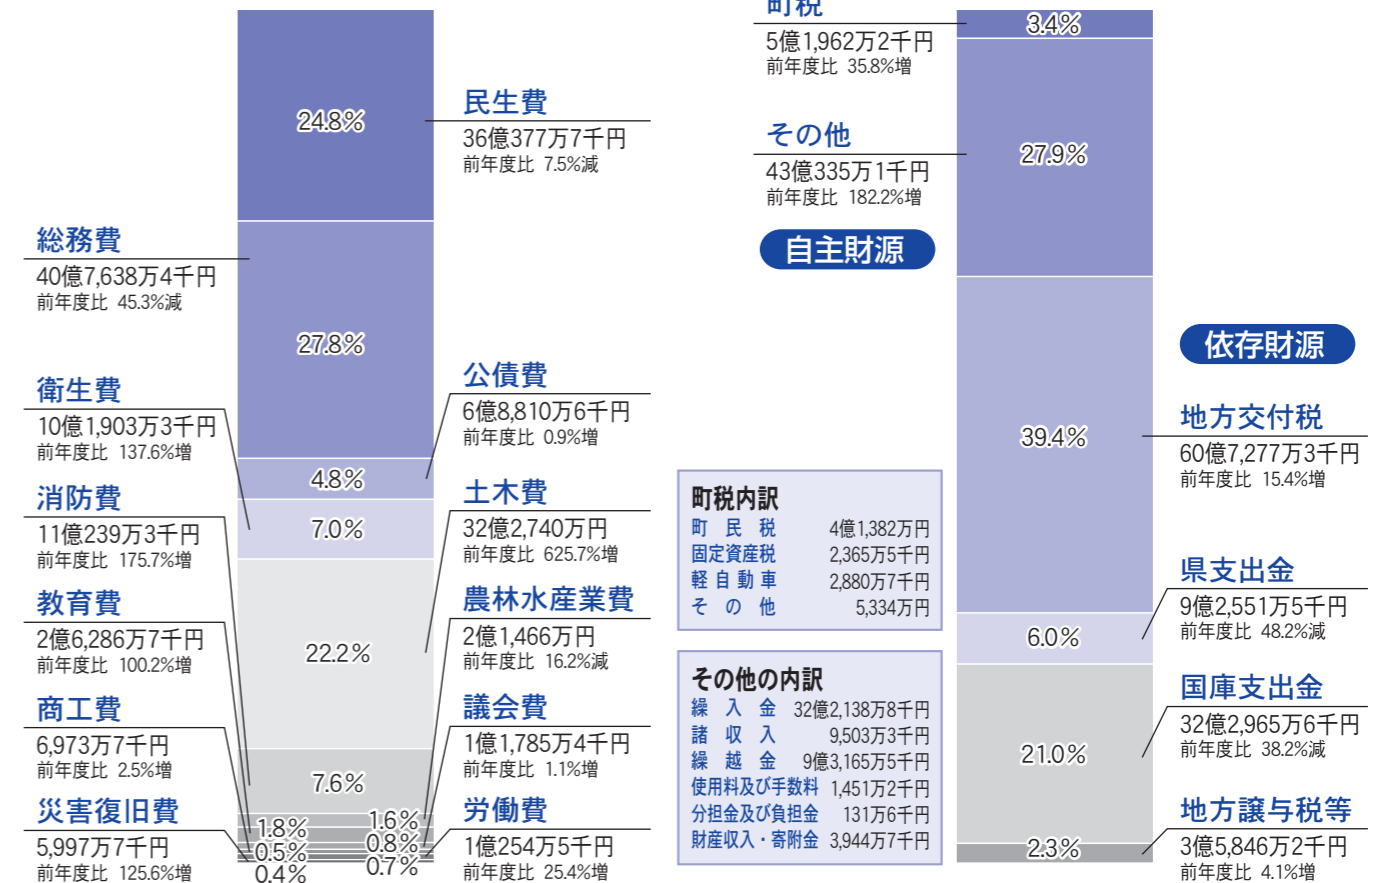 24.8%
民生費
36億377万7千円
前年度比 7.5%減
総務費
40億7,638万4千円
前年度比 45.3%減
27.8%
衛生費
10億1,903万3千円
前年度比 137.6%増
公債費
6億8,810万6千円
前年度比 0.9%増
4.8%
7.0%
消防費
11億239万3千円
前年度比 175.7%増
土木費
32億2,740万円
前年度比 625.7%増
教育費
2億6,286万7千円
前年度比 100.2%増
農林水産業費
2億1,466万円
前年度比 16.2%減
22.2%
商工費
6,973万7千円
前年度比 2.5%増
議会費
1億1,785万4千円
前年度比 1.1%増
7.6%
災害復旧費
5,997万7千円
前年度比 125.6%増
労働費
1億254万5千円
前年度比 25.4%増
1.8%
1.6%
0.5%
0.8%
0.4%
0.7%
町税
5億1,962万2千円
前年度比 35.8%増
3.4%
その他
43億335万1千円
前年度比 182.2%増
27.9%
自主財源
依存財源
39.4%
地方交付税
60億7,277万3千円
前年度比 15.4%増
県支出金
9億2,551万5千円
前年度比 48.2%減
6.0%
国庫支出金
32億2,965万6千円
前年度比 38.2%減
21.0%
地方譲与税等
3億5,846万2千円
前年度比 4.1%増
2.3%
町税内訳
町民税 4億1,382万円
固定資産税 2,365万5千円
軽自動車 2,880万7千円
その他 5,334万円
その他の内訳
繰入金 32億2,138万8千円
諸収入 9,503万3千円
繰越金 9億3,165万5千円
使用料及び手数料 1,451万2千円
分担金及び負担金 131万6千円
財産収入・寄附金 3,944万7千円